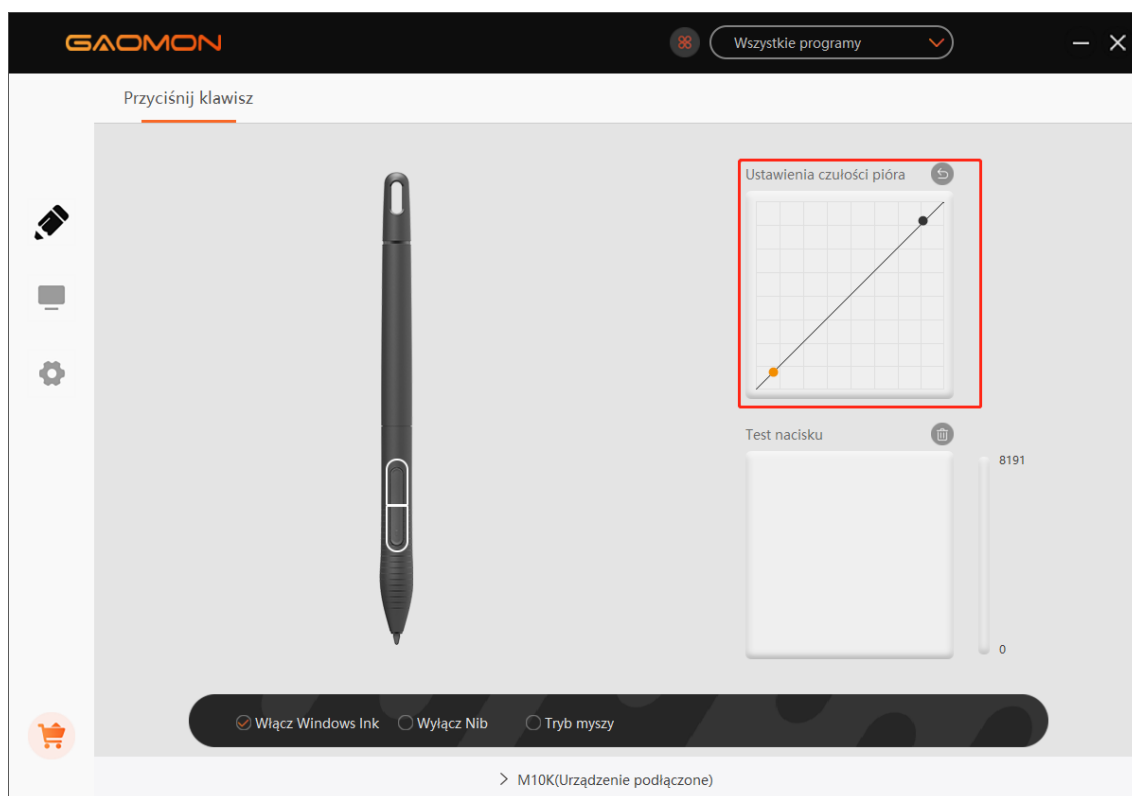 GAOMON
Wszystkie programy
Przyciśnij klawisz
Ustawienia czułości pióra
Test nacisku
8191
0
Włącz Windows Ink
Wyłącz Nib
Tryb myszy
M10K(Urządzenie podłączone)